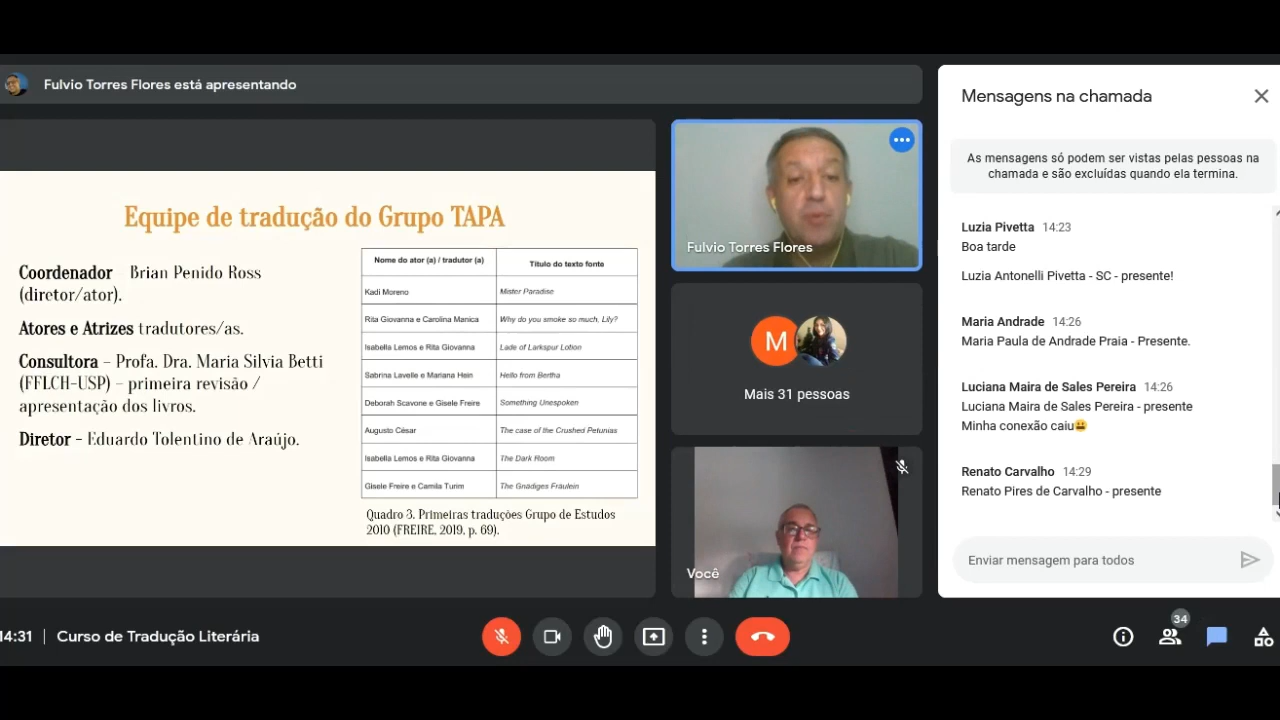 Fulvio Torres Flores está apresentando
Equipe de tradução do Grupo TAPA
Coordenador – Brian Penido Ross
(diretor/ator).
Atores e Atrizes tradutores/as.
Consultora – Profa. Dra. Maria Silvia Betti
(FFLCH-USP) – primeira revisão /
apresentação dos livros.
Diretor – Eduardo Tolentino de Araújo.
Nome do ator (a) / tradutor (a) Título do texto fonte
Kadi Moreno Mister Paradise
Rita Giovanna e Carolina Manica Why do you smoke so much, Lily?
Isabella Lemos e Rita Giovanna Lade of Larkspur Lotion
Sabrina Lavelle e Mariana Hein Hello from Bertha
Deborah Scavone e Gisele Freire Something Unespoken
Augusto César The case of the Crushed Petunias
Isabella Lemos e Rita Giovanna The Dark Room
Gisele Freire e Camila Turim The Gnädiges Fräulein
Quadro 3. Primeiras traduções Grupo de Estudos
2010 (FREIRE, 2019, p. 69).
Fulvio Torres Flores
M
Mais 31 pessoas
Você
Mensagens na chamada
As mensagens só podem ser vistas pelas pessoas na
chamada e são excluídas quando ela termina.
Luzia Pivetta 14:23
Boa tarde
Luzia Antonelli Pivetta - SC - presente!
Maria Andrade 14:26
Maria Paula de Andrade Praia - Presente.
Luciana Maira de Sales Pereira 14:26
Luciana Maira de Sales Pereira - presente
Minha conexão caiu😀
Renato Carvalho 14:29
Renato Pires de Carvalho - presente
Enviar mensagem para todos
14:31 | Curso de Tradução Literária
34